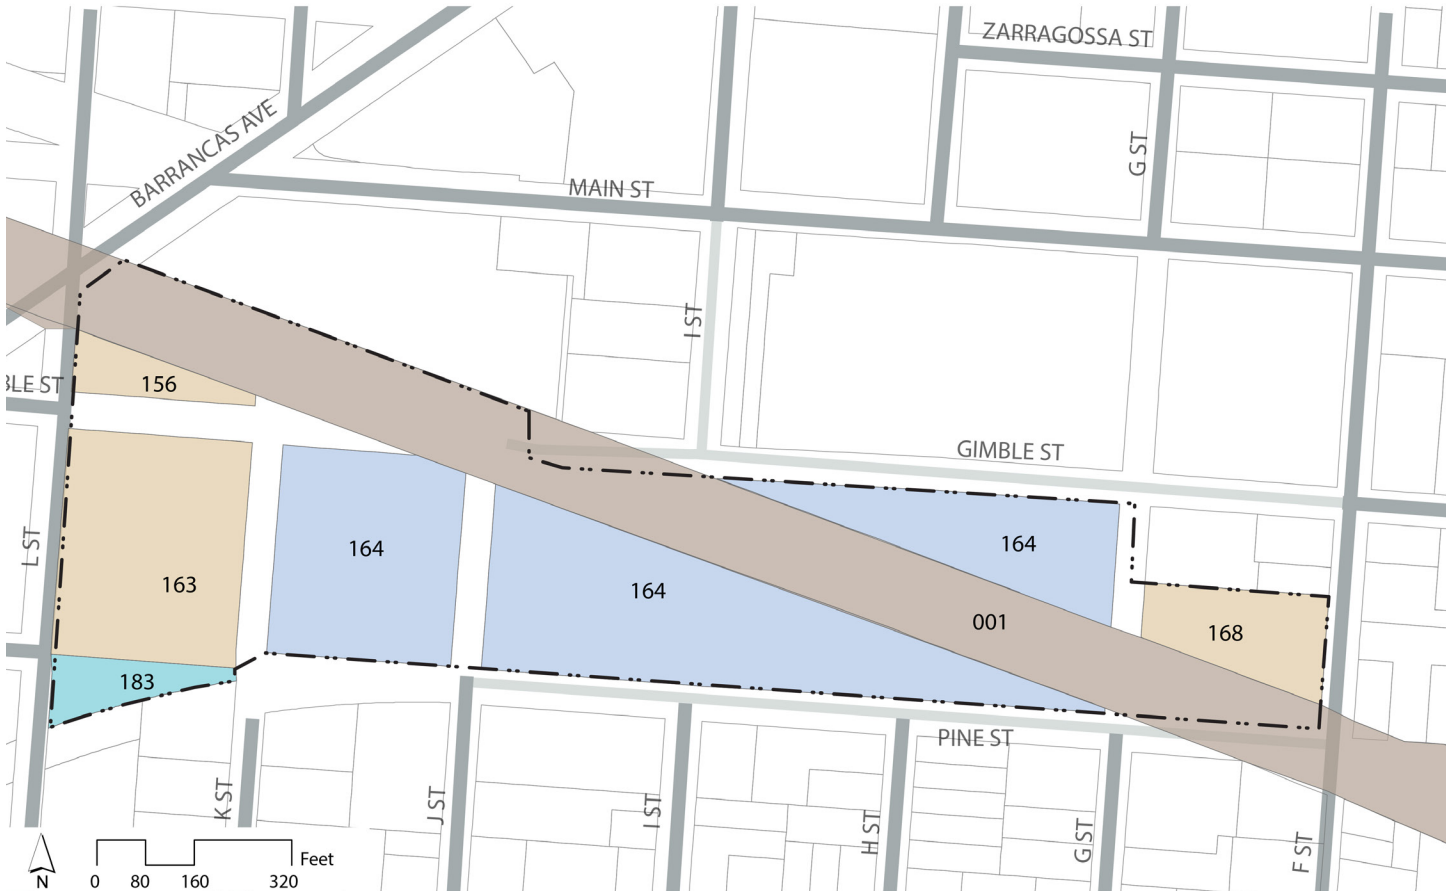 ZARRAGOSSA ST
BARRANCAS AVE
G ST
MAIN ST
I ST
BLE ST
156
GIMBLE ST
L ST
164
164
163
164
001
168
183
PINE ST
K ST
J ST
I ST
H ST
G ST
F ST
N
Feet
0 80 160 320